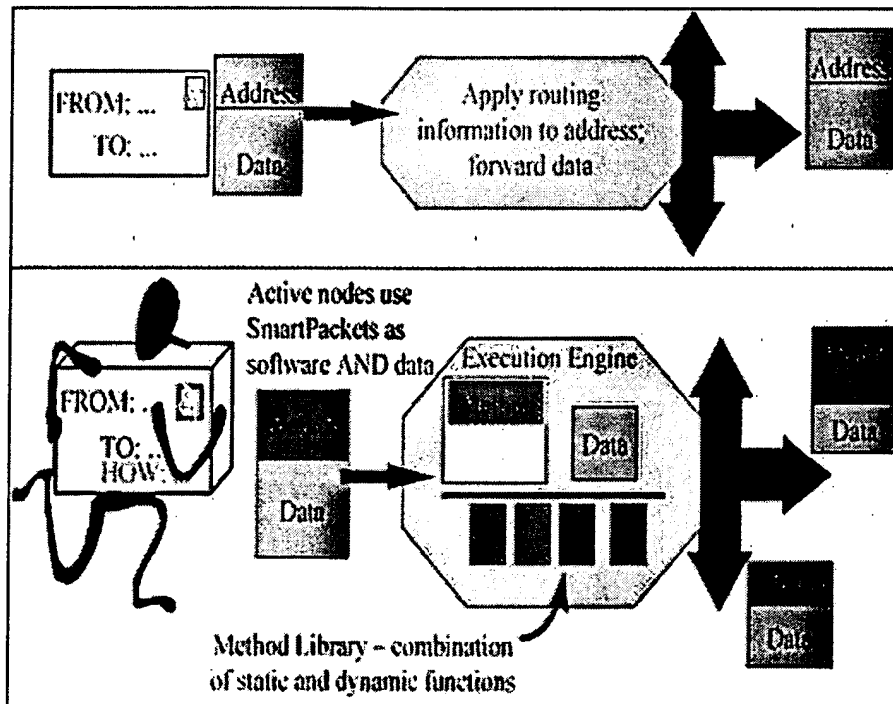 FROM: ...
TO: ...
Address
Data
Apply routing
information to address;
forward data
Address
Data
Active nodes use
SmartPackets as
software AND data
FROM: ..
TO: ..
HOW:
Data
Execution Engine
Data
Data
Data
Method Library – combination
of static and dynamic functions